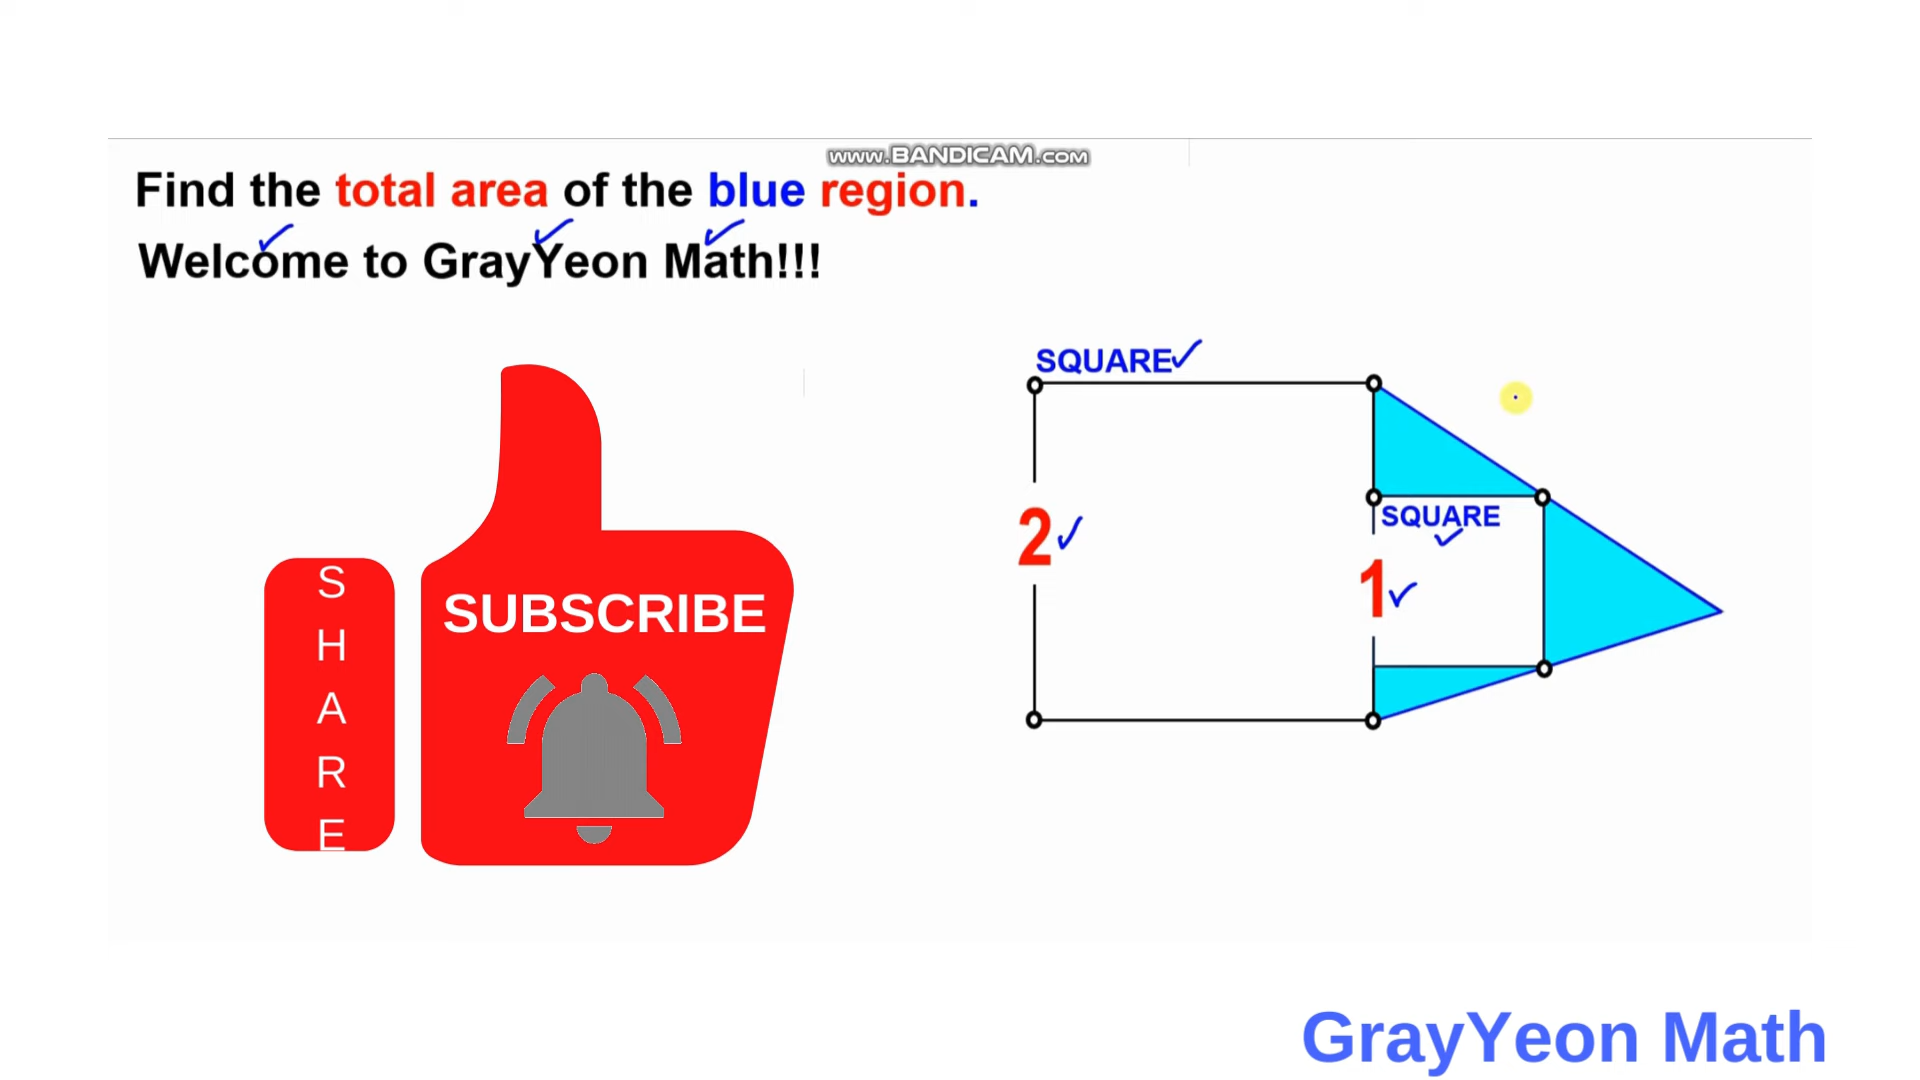 www.BANDICAM.com
Find the total area of the blue region.
Welcome to GrayYeon Math!!!
SQUARE
SQUARE
2
1
SHARE
SUBSCRIBE
GrayYeon Math